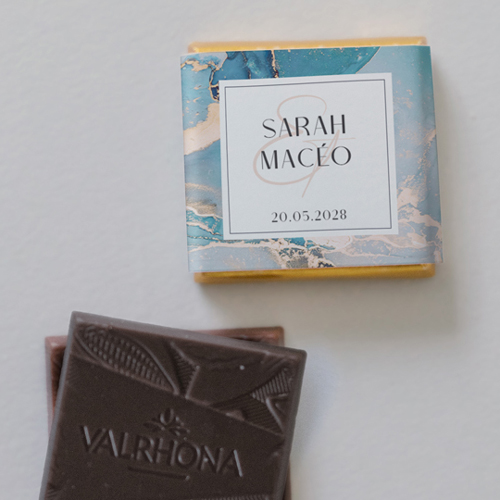 SARAH
&
MACÉO
20.05.2028
VALRHONA